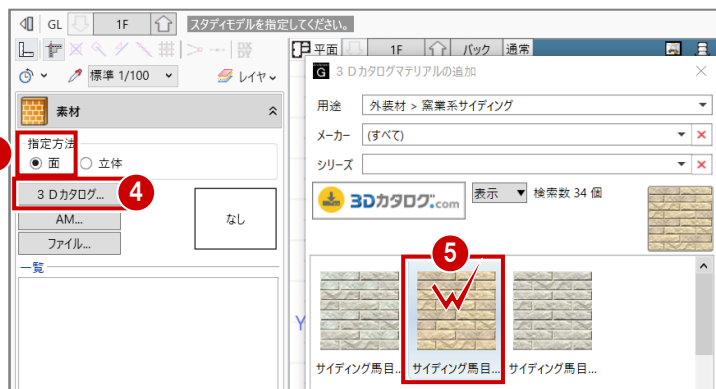 GL 1F スタディモデルを指定してください。
平面 1F バック 通常
標準 1/100 レイヤ
素材
指定方法
面 立体
3 Dカタログ... 4
AM...
ファイル...
なし
一覧
Y
G 3 Dカタログマテリアルの追加
用途 外装材 > 窯業系サイディング
メーカー (すべて)
シリーズ
3Dカタログ.com 表示 検索数 34 個
5
サイディング馬目... サイディング馬目... サイディング馬目...